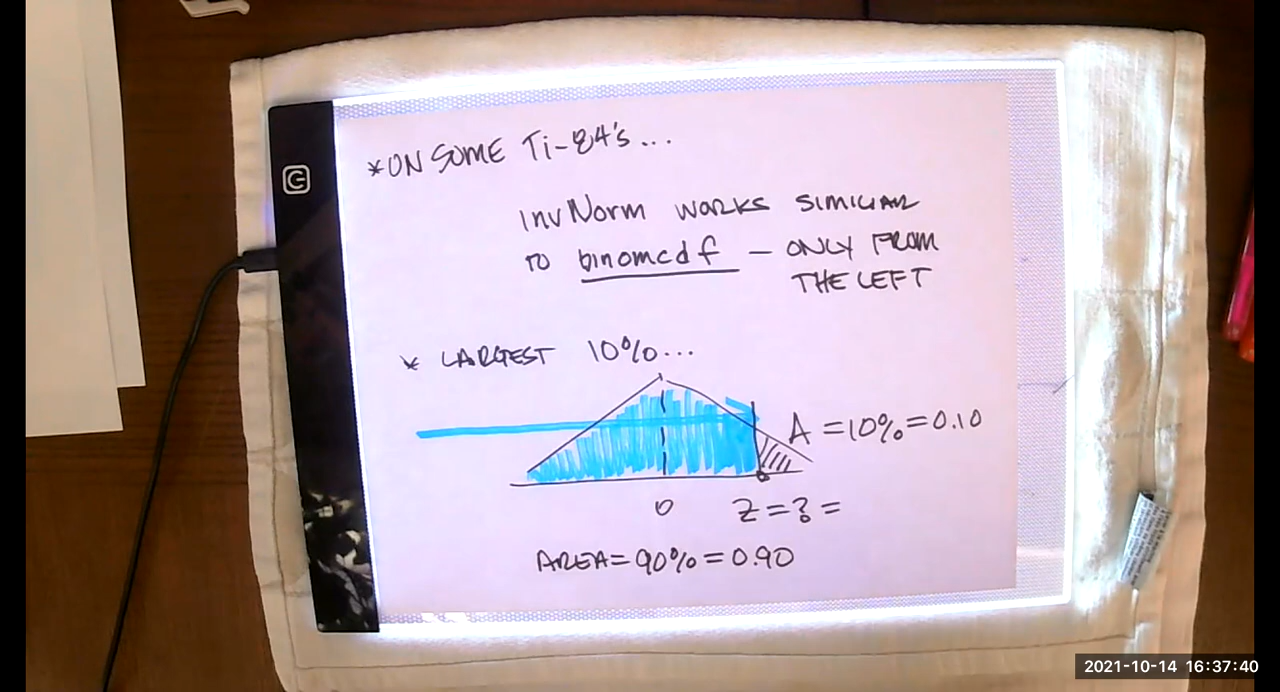 *ON SOME Ti-84's...
invNorm WORKS SIMILIAR
TO binomcdf – ONLY FROM
THE LEFT
* LARGEST 10%...
A = 10% = 0.10
0 Z = ? =
AREA = 90% = 0.90
2021-10-14 16:37:40